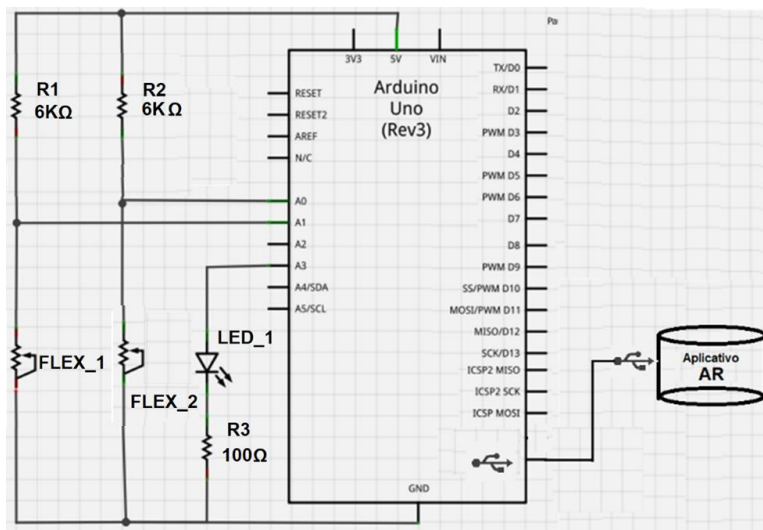 Pa
3V3 5V VIN
Arduino
Uno
(Rev3)
RESET
RESET2
AREF
N/C
A0
A1
A2
A3
A4/SDA
A5/SCL
TX/D0
RX/D1
D2
PWM D3
D4
PWM D5
PWM D6
D7
D8
PWM D9
SS/PWM D10
MOSI/PWM D11
MISO/D12
SCK/D13
ICSP2 MISO
ICSP2 SCK
ICSP MOSI
GND
R1
6KΩ
R2
6KΩ
FLEX_1
FLEX_2
LED_1
R3
100Ω
Aplicativo
AR